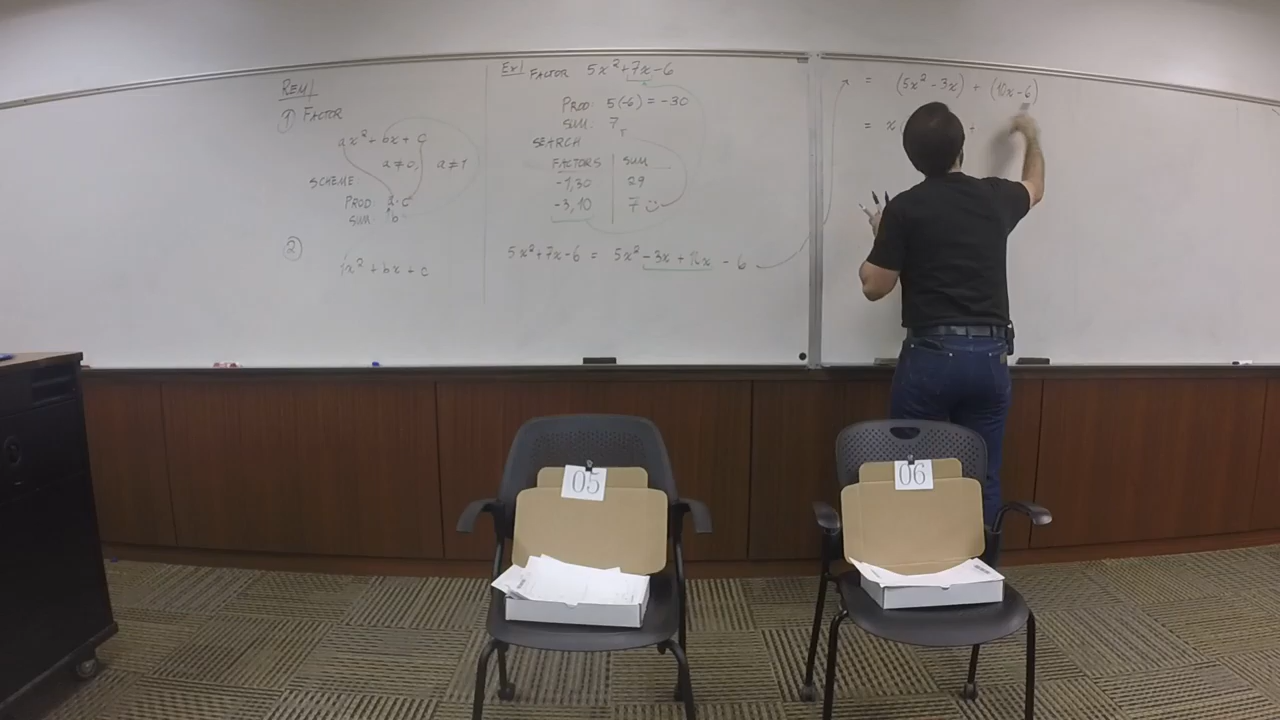 REM
① FACTOR
ax² + bx + c
a≠0, a≠1
SCHEME:
PROD: a·c
SUM: b
②
1x² + bx + c
Ex/ FACTOR 5x²+7x-6
PROD: 5(-6) = -30
SUM: 7
SEARCH
FACTORS | SUM
-1,30 | 29
-3,10 | 7
5x²+7x-6 = 5x²-3x+10x-6
= (5x²-3x) + (10x-6)
= x( +
05
06